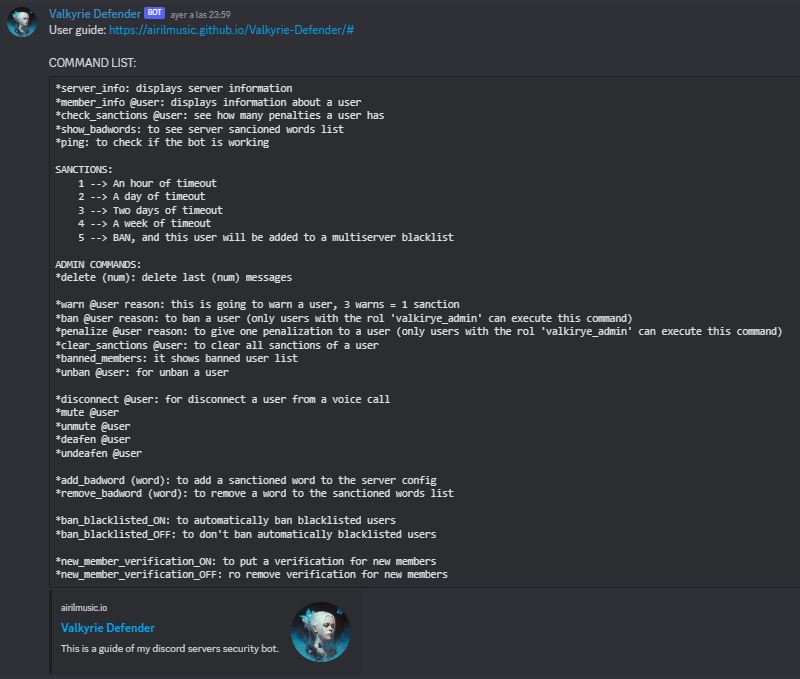 Valkyrie Defender BOT ayer a las 23:59
User guide: https://airilmusic.github.io/Valkyrie-Defender/#
COMMAND LIST:
*server_info: displays server information
*member_info @user: displays information about a user
*check_sanctions @user: see how many penalties a user has
*show_badwords: to see server sancioned words list
*ping: to check if the bot is working
SANCTIONS:
1 --> An hour of timeout
2 --> A day of timeout
3 --> Two days of timeout
4 --> A week of timeout
5 --> BAN, and this user will be added to a multiserver blacklist
ADMIN COMMANDS:
*delete (num): delete last (num) messages
*warn @user reason: this is going to warn a user, 3 warns = 1 sanction
*ban @user reason: to ban a user (only users with the rol 'valkirye_admin' can execute this command)
*penalize @user reason: to give one penalization to a user (only users with the rol 'valkirye_admin' can execute this command)
*clear_sanctions @user: to clear all sanctions of a user
*banned_members: it shows banned user list
*unban @user: for unban a user
*disconnect @user: for disconnect a user from a voice call
*mute @user
*unmute @user
*deafen @user
*undeafen @user
*add_badword (word): to add a sanctioned word to the server config
*remove_badword (word): to remove a word to the sanctioned words list
*ban_blacklisted_ON: to automatically ban blacklisted users
*ban_blacklisted_OFF: to don't ban automatically blacklisted users
*new_member_verification_ON: to put a verification for new members
*new_member_verification_OFF: ro remove verification for new members
airilmusic.io
Valkyrie Defender
This is a guide of my discord servers security bot.